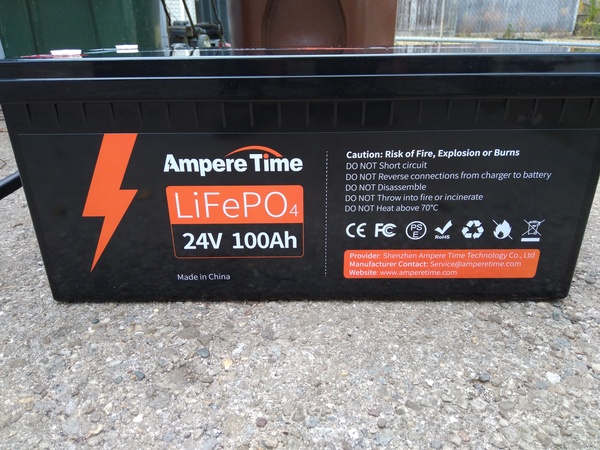 Ampere Time
LiFePO4
24V 100Ah
Made in China
Caution: Risk of Fire, Explosion or Burns
DO NOT Short circuit
DO NOT Reverse connections from charger to battery
DO NOT Disassemble
DO NOT Throw into fire or incinerate
DO NOT Heat above 70°C
CE FC PS E RoHS
Provider: Shenzhen Ampere Time Technology Co., Ltd
Manufacturer Contact: Service@amperetime.com
Website: www.amperetime.com